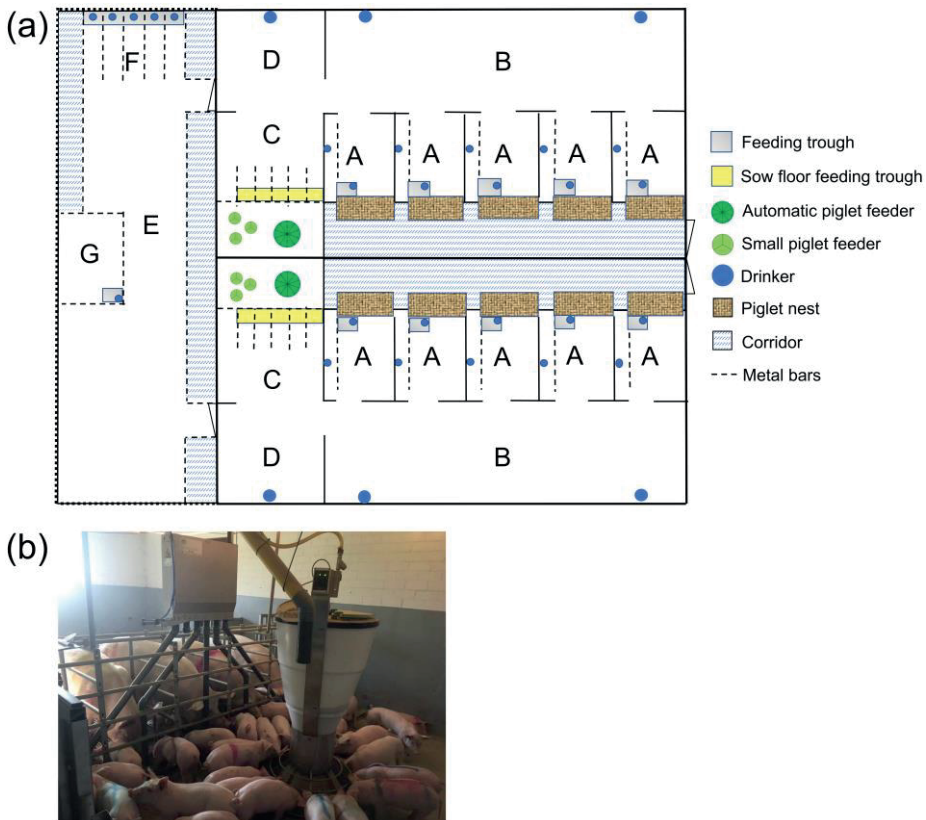 (a)
D
B
F
C
A A A A A
E
G
A A A A A
C
D
B
Feeding trough
Sow floor feeding trough
Automatic piglet feeder
Small piglet feeder
Drinker
Piglet nest
Corridor
Metal bars
(b)